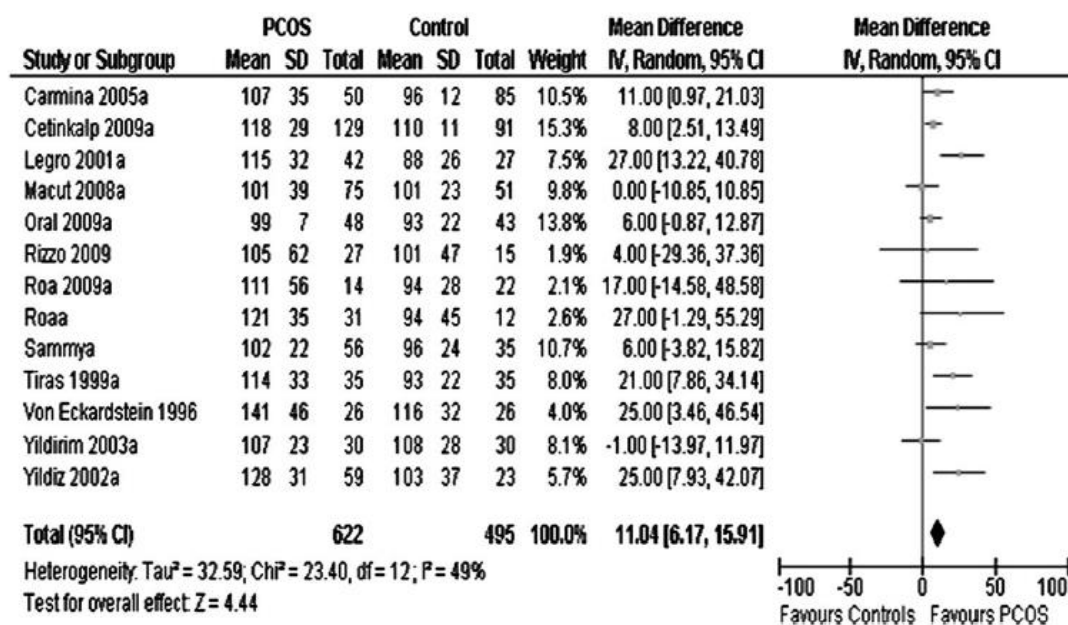 PCOS Control Mean Difference Mean Difference
Study or Subgroup Mean SD Total Mean SD Total Weight IV, Random, 95% CI IV, Random, 95% CI
Carmina 2005a 107 35 50 96 12 85 10.5% 11.00 [0.97, 21.03]
Cetinkalp 2009a 118 29 129 110 11 91 15.3% 8.00 [2.51, 13.49]
Legro 2001a 115 32 42 88 26 27 7.5% 27.00 [13.22, 40.78]
Macut 2008a 101 39 75 101 23 51 9.8% 0.00 [-10.85, 10.85]
Oral 2009a 99 7 48 93 22 43 13.8% 6.00 [-0.87, 12.87]
Rizzo 2009 105 62 27 101 47 15 1.9% 4.00 [-29.36, 37.36]
Roa 2009a 111 56 14 94 28 22 2.1% 17.00 [-14.58, 48.58]
Roaa 121 35 31 94 45 12 2.6% 27.00 [-1.29, 55.29]
Sammya 102 22 56 96 24 35 10.7% 6.00 [-3.82, 15.82]
Tiras 1999a 114 33 35 93 22 35 8.0% 21.00 [7.86, 34.14]
Von Eckardstein 1996 141 46 26 116 32 26 4.0% 25.00 [3.46, 46.54]
Yildirim 2003a 107 23 30 108 28 30 8.1% -1.00 [-13.97, 11.97]
Yildiz 2002a 128 31 59 103 37 23 5.7% 25.00 [7.93, 42.07]
Total (95% CI) 622 495 100.0% 11.04 [6.17, 15.91]
Heterogeneity: Tau² = 32.59; Chi² = 23.40, df = 12; I² = 49%
Test for overall effect: Z = 4.44
-100 -50 0 50 100
Favours Controls Favours PCOS